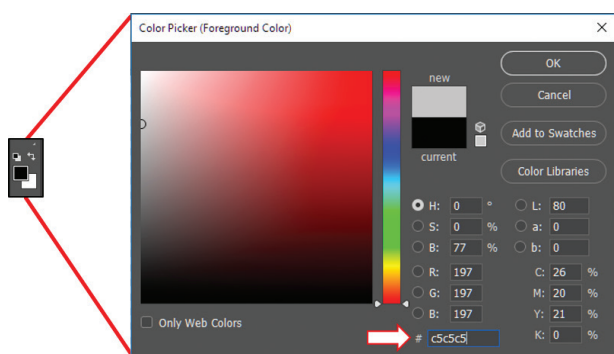 Color Picker (Foreground Color)
new
current
OK
Cancel
Add to Swatches
Color Libraries
H: 0 °
S: 0 %
B: 77 %
R: 197
G: 197
B: 197
# c5c5c5
L: 80
a: 0
b: 0
C: 26 %
M: 20 %
Y: 21 %
K: 0 %
Only Web Colors